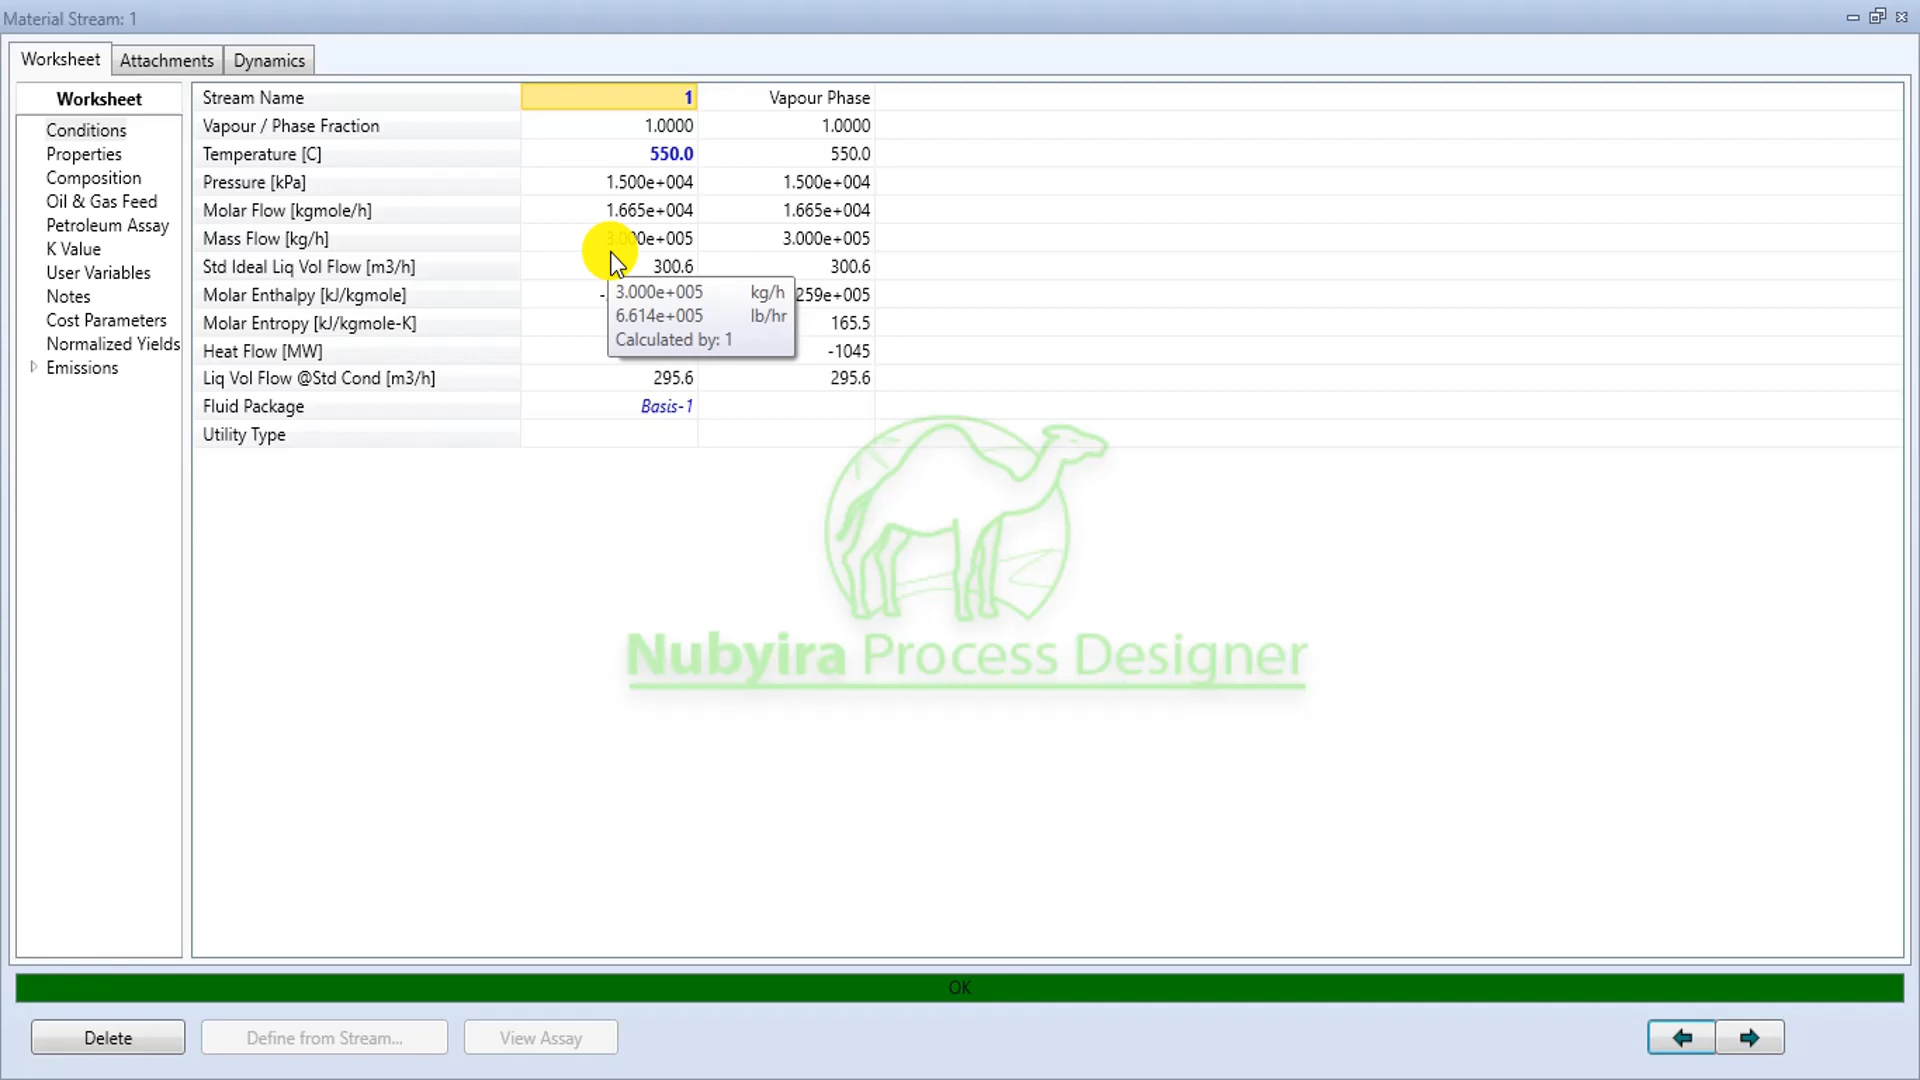 Material Stream: 1
Worksheet Attachments Dynamics
Worksheet
Conditions
Properties
Composition
Oil & Gas Feed
Petroleum Assay
K Value
User Variables
Notes
Cost Parameters
Normalized Yields
Emissions
Stream Name 1 Vapour Phase
Vapour / Phase Fraction 1.0000 1.0000
Temperature [C] 550.0 550.0
Pressure [kPa] 1.500e+004 1.500e+004
Molar Flow [kgmole/h] 1.665e+004 1.665e+004
Mass Flow [kg/h] 3.000e+005 3.000e+005
Std Ideal Liq Vol Flow [m3/h] 300.6 300.6
Molar Enthalpy [kJ/kgmole] 259e+005
Molar Entropy [kJ/kgmole-K] 165.5
Heat Flow [MW] -1045
Liq Vol Flow @Std Cond [m3/h] 295.6 295.6
Fluid Package Basis-1
Utility Type
3.000e+005 kg/h
6.614e+005 lb/hr
Calculated by: 1
Nubyira Process Designer
OK
Delete Define from Stream... View Assay